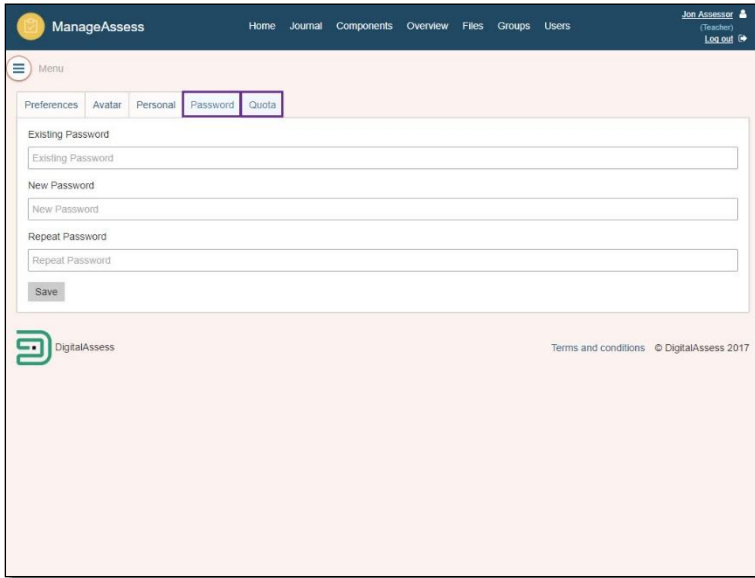 ManageAssess Home Journal Components Overview Files Groups Users
Jon Assessor
(Teacher)
Log out
Menu
Preferences Avatar Personal Password Quota
Existing Password
Existing Password
New Password
New Password
Repeat Password
Repeat Password
Save
DigitalAssess Terms and conditions © DigitalAssess 2017